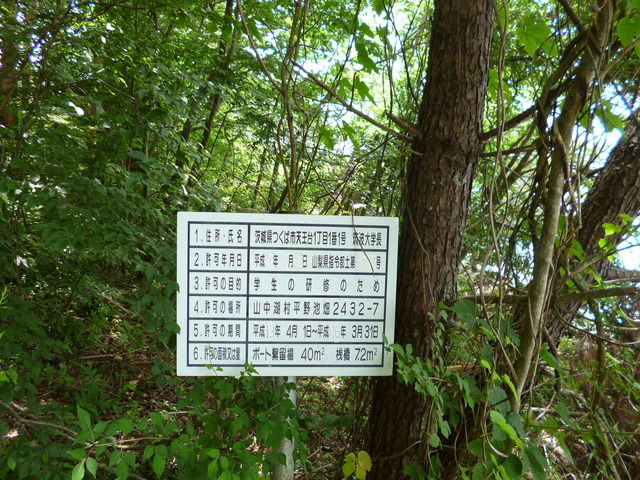 1. 住所・氏名 茨城県つくば市天王台1丁目1番1号 筑波大学長
2. 許可年月日 平成 年 月 日 山梨県指令都土第 号
3. 許可の目的 学生の研修のため
4. 許可の場所 山中湖村平野池畑2432-7
5. 許可の期間 平成 年 4月 1日～平成 年 3月31日
6. 許可の面積又は量 ボート繋留場 40m² 桟橋 72m²